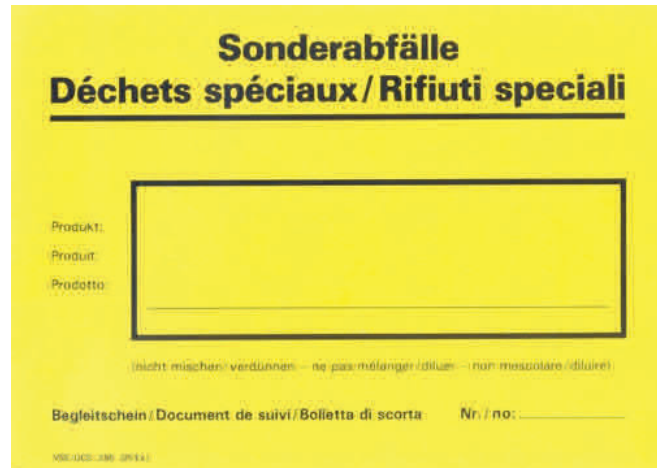 Sonderabfälle
Déchets spéciaux/Rifiuti speciali
Produkt:
Produit:
Prodotto:
(nicht mischen/verdünnen – ne pas mélanger/diluer – non mescolare/diluire)
Begleitschein/Document de suivi/Bolletta di scorta Nr./no: